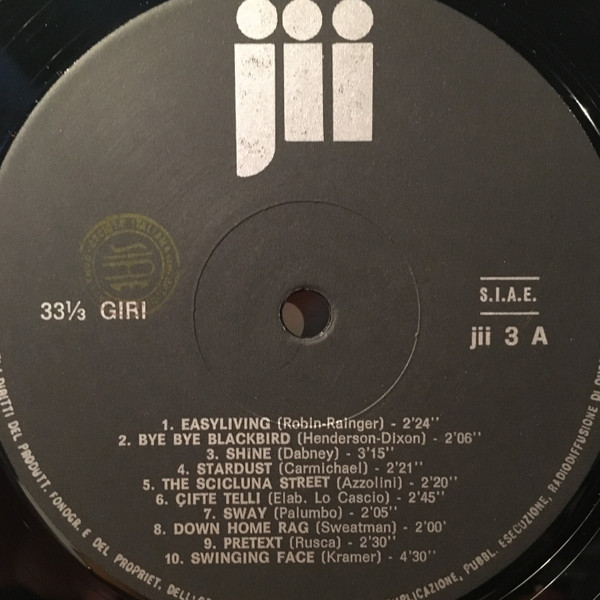 jii
33⅓ GIRI
S.I.A.E.
jii 3 A
1. EASYLIVING (Robin-Rainger) - 2'24''
2. BYE BYE BLACKBIRD (Henderson-Dixon) - 2'06''
3. SHiNE (Dabney) - 3'15''
4. STARDUST (Carmichael) - 2'21''
5. THE SCICLUNA STREET (Azzolini) - 2'20''
6. ÇIFTE TELLI (Elab. Lo Cascio) - 2'45''
7. SWAY (Palumbo) - 2'05''
8. DOWN HOME RAG (Sweatman) - 2'00'
9. PRETEXT (Rusca) - 2'30''
10. SWINGING FACE (Kramer) - 4'30''
DIRITTI DEL PRODUTT. FONOGR. E DEL PROPRIET.
PUBBL. ESECUZIONE, RADIODIFFUSIONE DI